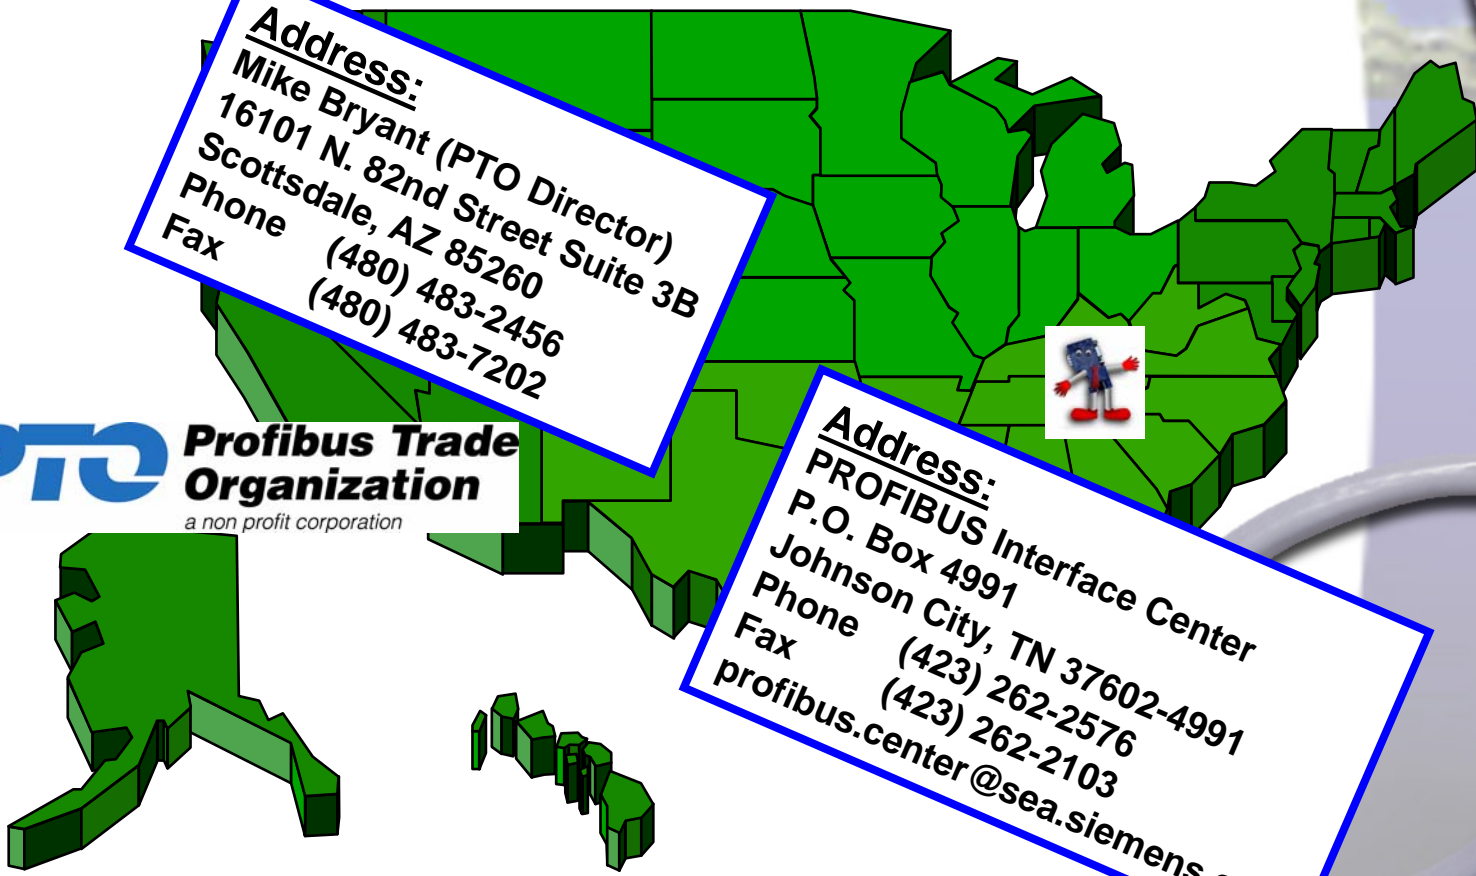 Address:
Mike Bryant (PTO Director)
16101 N. 82nd Street Suite 3B
Scottsdale, AZ 85260
Phone (480) 483-2456
Fax (480) 483-7202
PTO Profibus Trade
Organization
a non profit corporation
Address:
PROFIBUS Interface Center
P.O. Box 4991
Johnson City, TN 37602-4991
Phone (423) 262-2576
Fax (423) 262-2103
profibus.center@sea.siemens.